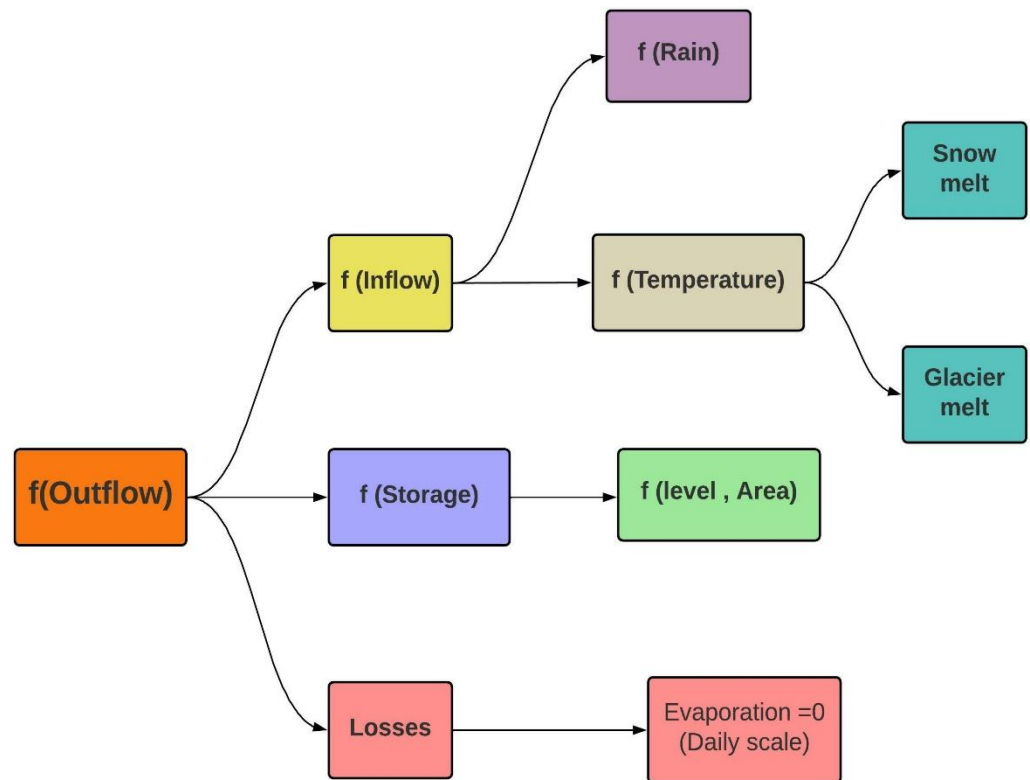 f (Rain)
Snow
melt
f (Inflow)
f (Temperature)
Glacier
melt
f(Outflow)
f (Storage)
f (level , Area)
Losses
Evaporation =0
(Daily scale)